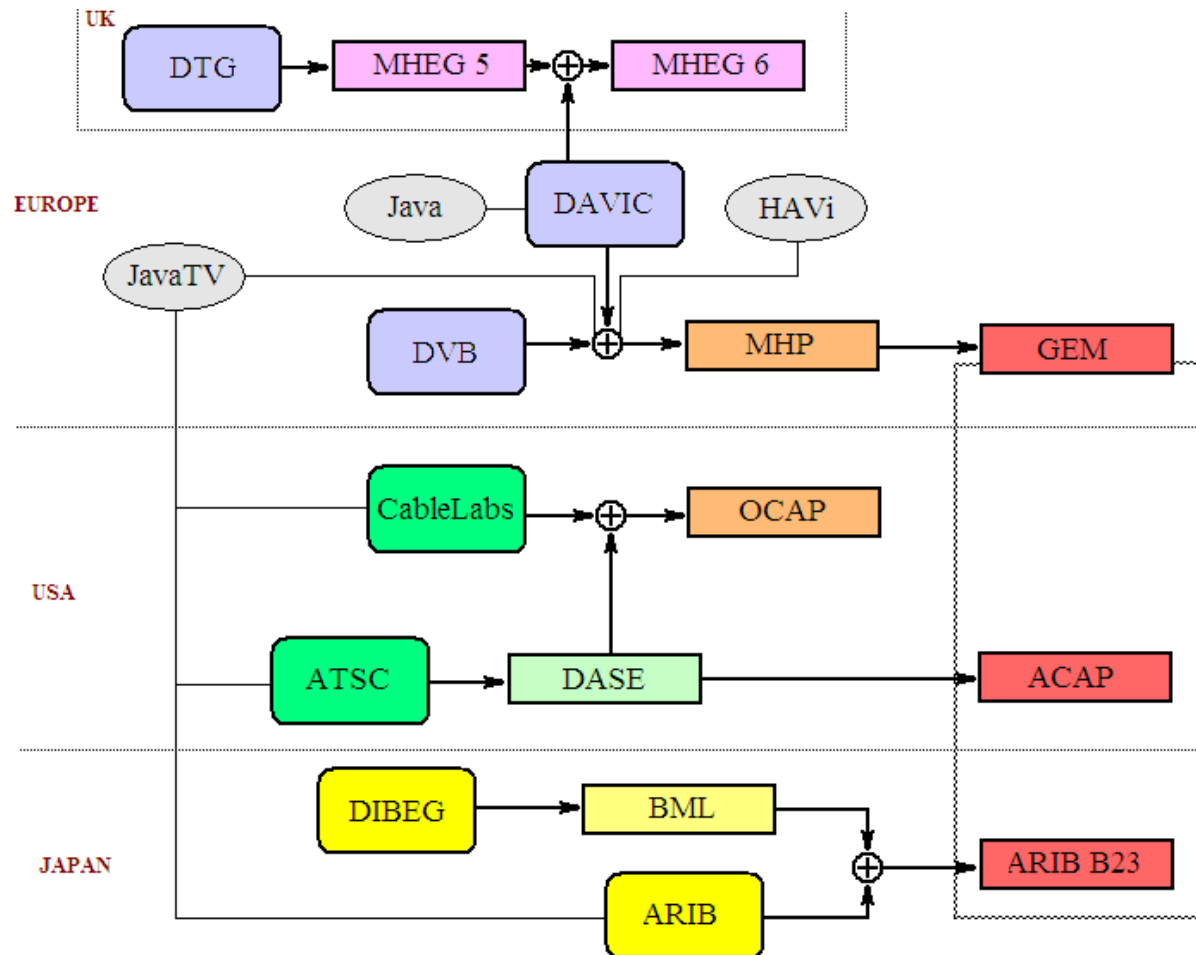 UK
DTG
MHEG 5
MHEG 6
EUROPE
Java
DAVIC
HAVi
JavaTV
DVB
MHP
GEM
CableLabs
OCAP
USA
ATSC
DASE
ACAP
DIBEG
BML
JAPAN
ARIB
ARIB B23